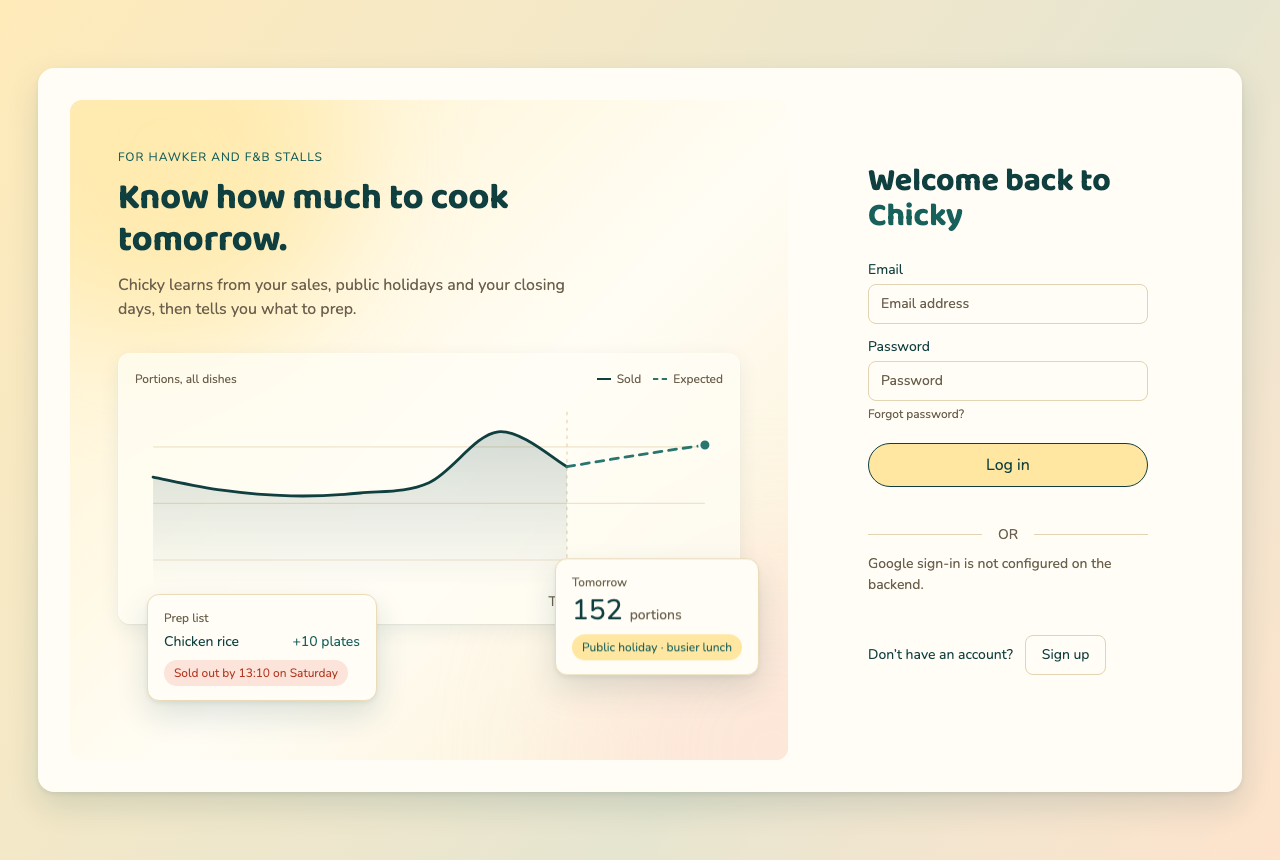 FOR HAWKER AND F&B STALLS
Know how much to cook
tomorrow.
Chicky learns from your sales, public holidays and your closing
days, then tells you what to prep.
Portions, all dishes
Sold
Expected
Prep list
Chicken rice +10 plates
Sold out by 13:10 on Saturday
Tomorrow
152 portions
Public holiday · busier lunch
Welcome back to
Chicky
Email
Email address
Password
Password
Forgot password?
Log in
OR
Google sign-in is not configured on the
backend.
Don't have an account? Sign up